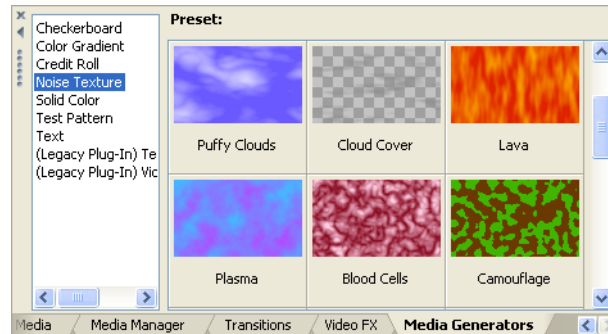 Preset:
Checkerboard
Color Gradient
Credit Roll
Noise Texture
Solid Color
Test Pattern
Text
(Legacy Plug-In) Te
(Legacy Plug-In) Vic
Puffy Clouds
Cloud Cover
Lava
Plasma
Blood Cells
Camouflage
Media
Media Manager
Transitions
Video FX
Media Generators